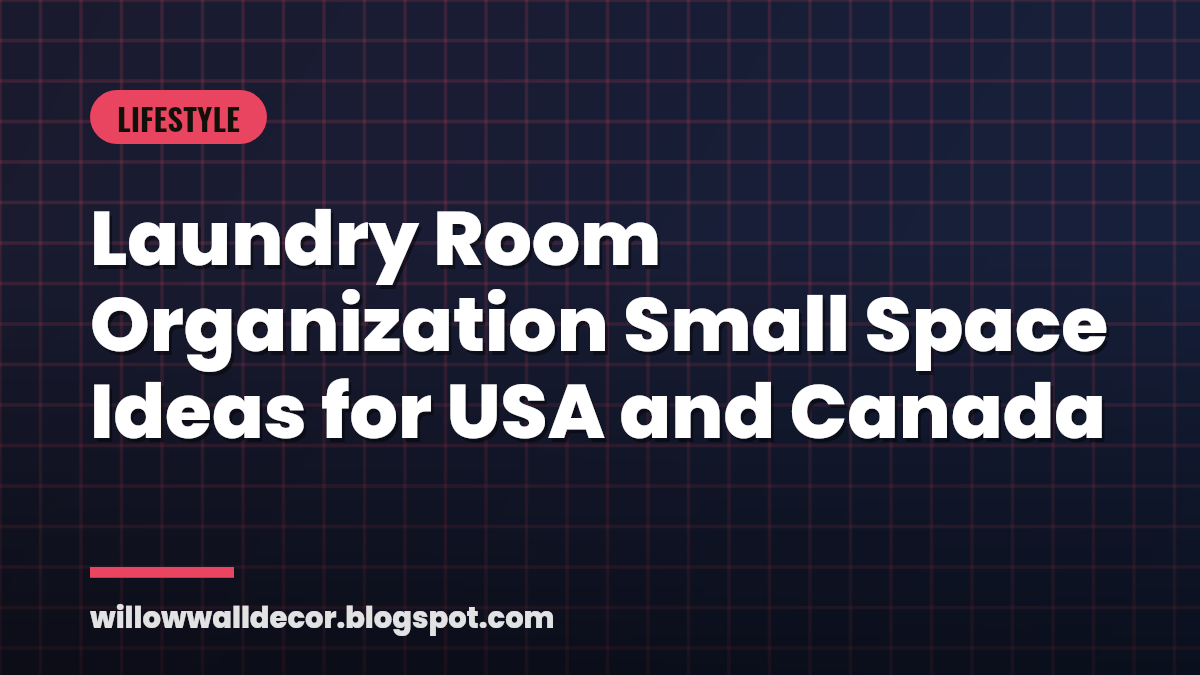 LIFESTYLE
Laundry Room
Organization Small Space
Ideas for USA and Canada
willowwalldecor.blogspot.com